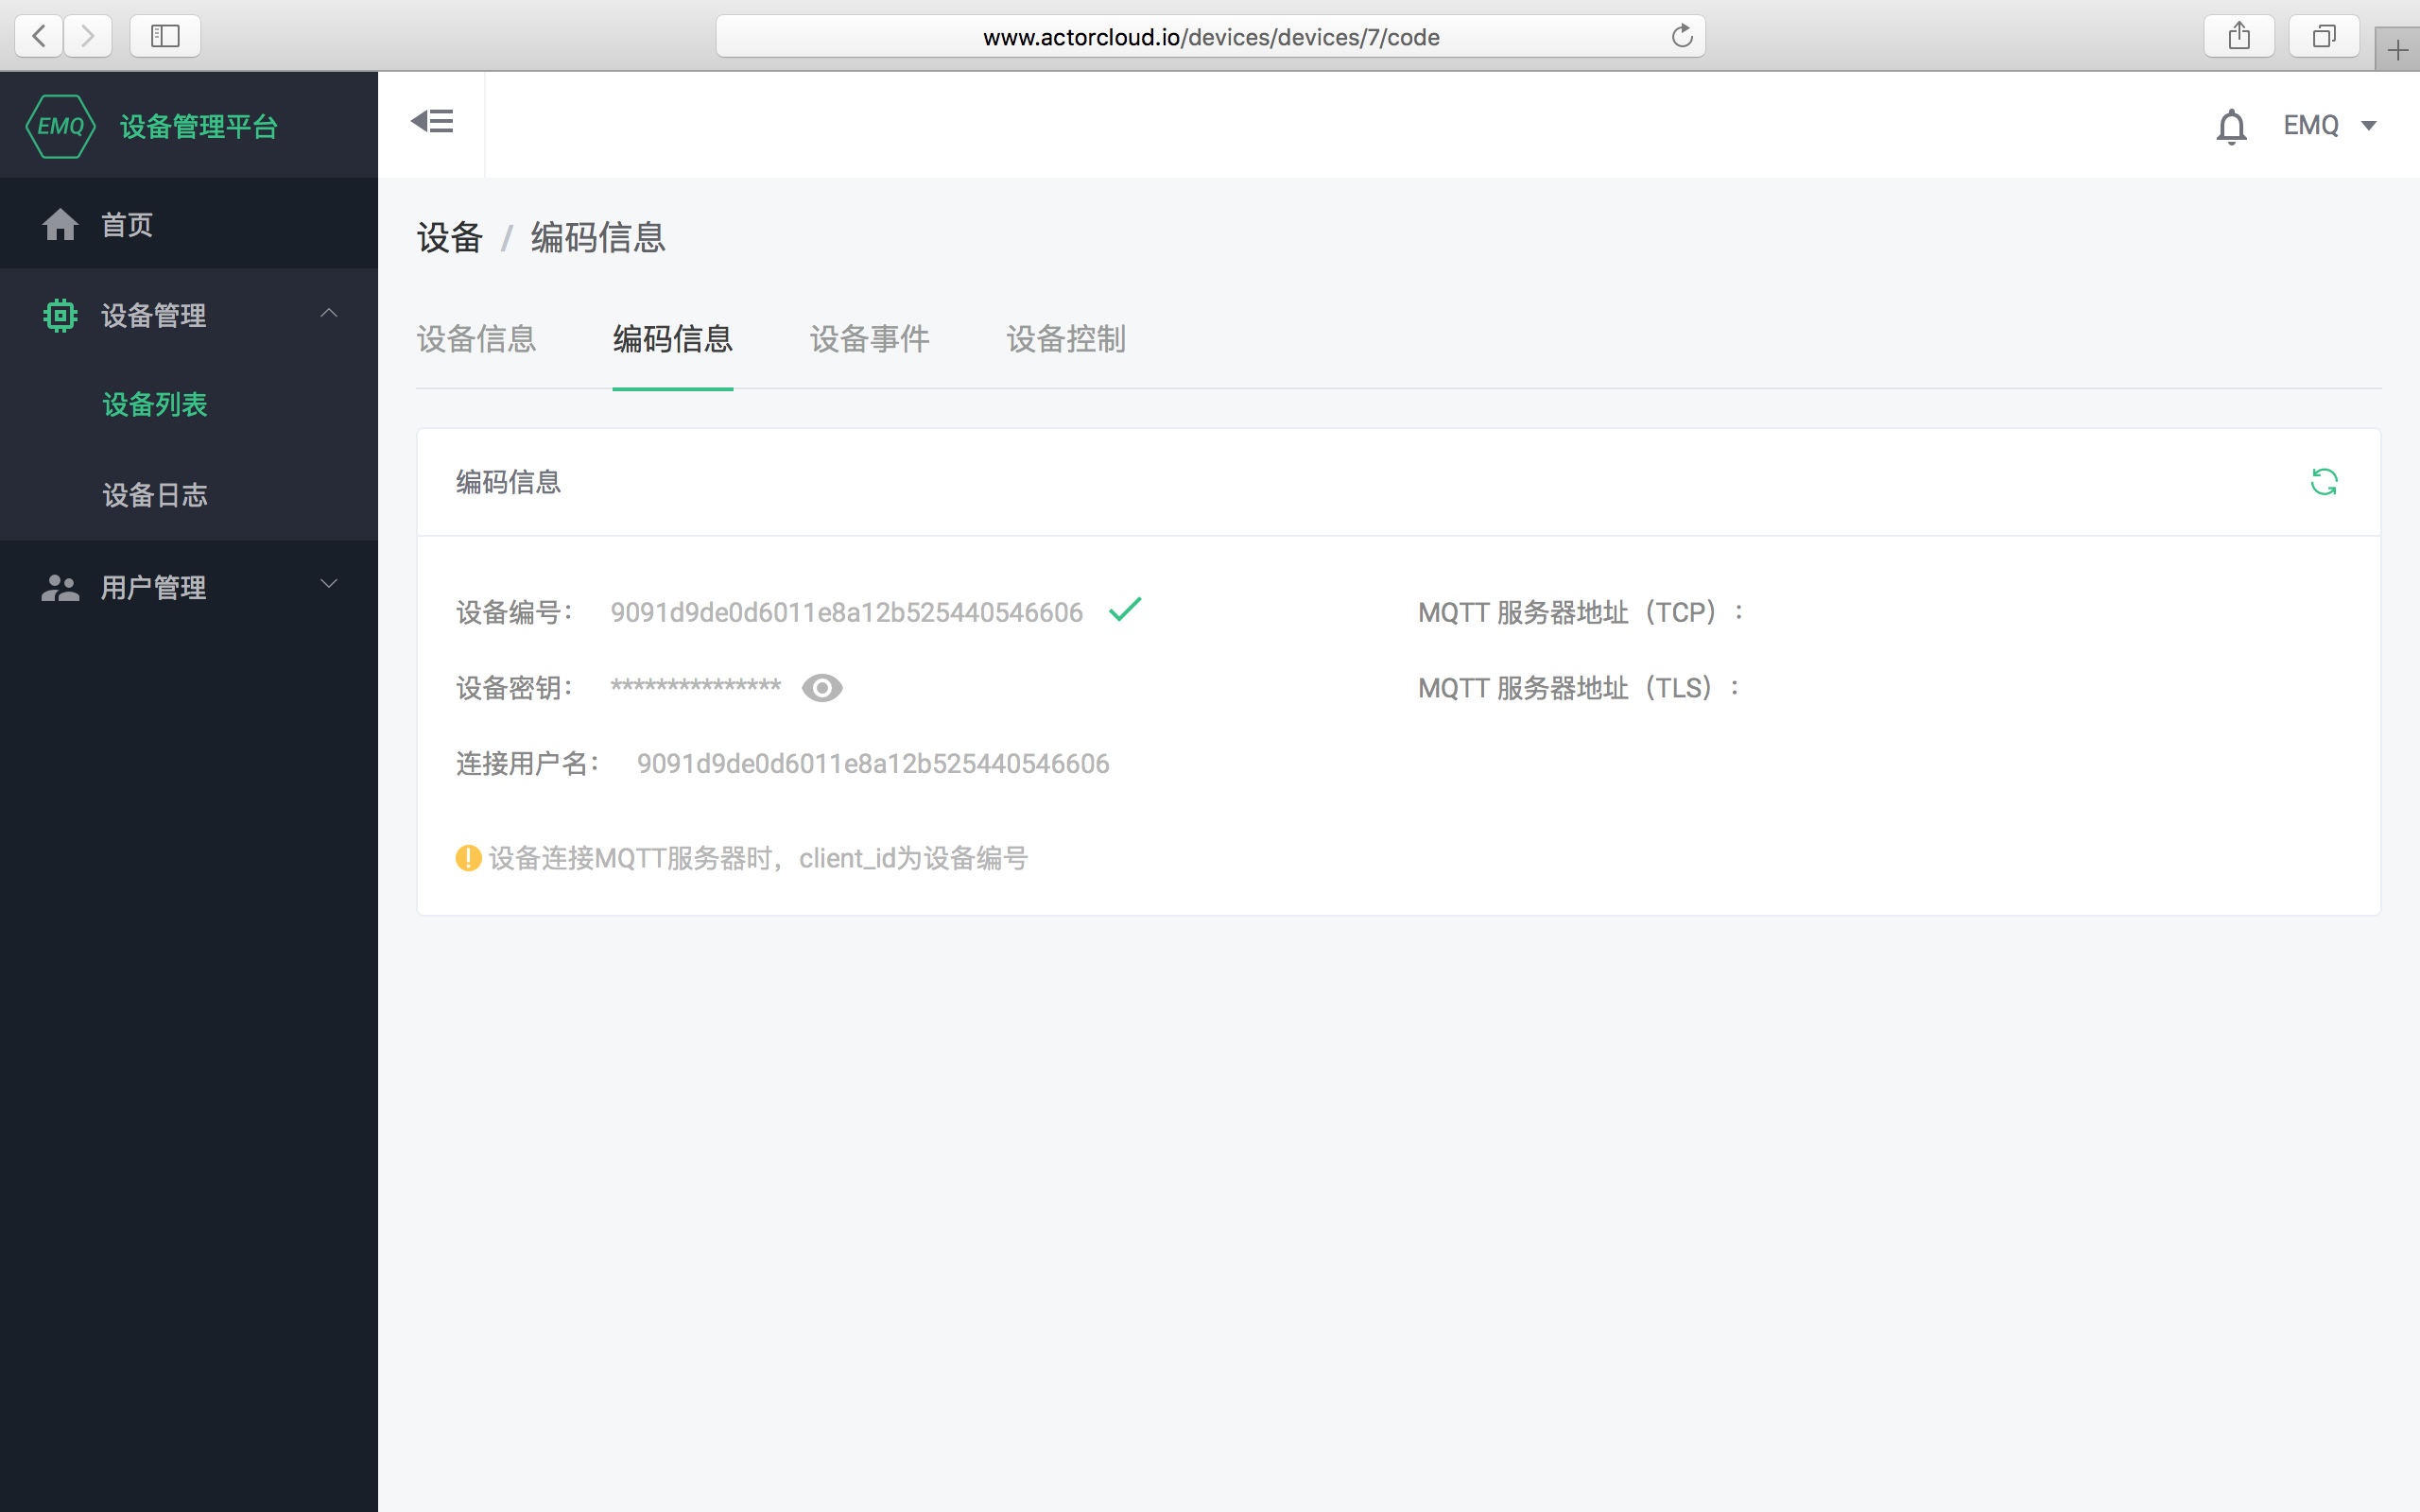 www.actorcloud.io/devices/devices/7/code
EMQ 设备管理平台
EMQ
首页
设备管理
设备列表
设备日志
用户管理
设备 / 编码信息
设备信息 编码信息 设备事件 设备控制
编码信息
设备编号： 9091d9de0d6011e8a12b525440546606
MQTT 服务器地址（TCP）：
设备密钥： ***************
MQTT 服务器地址（TLS）：
连接用户名： 9091d9de0d6011e8a12b525440546606
设备连接MQTT服务器时，client_id为设备编号